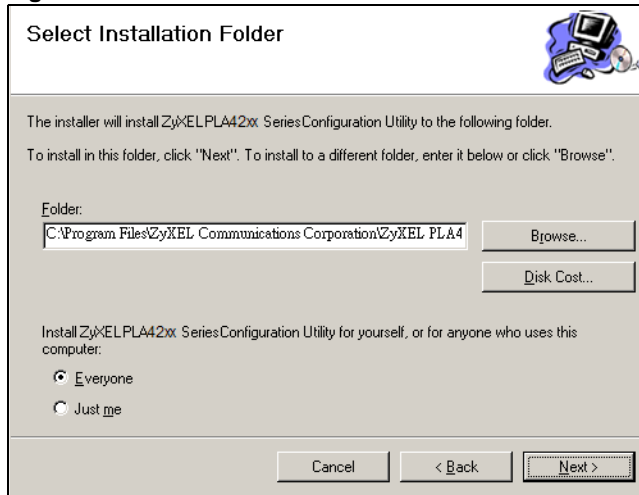 Select Installation Folder
The installer will install ZyXEL PLA42xx Series Configuration Utility to the following folder.
To install in this folder, click "Next". To install to a different folder, enter it below or click "Browse".
Folder:
C:\Program Files\ZyXEL Communications Corporation\ZyXEL PLA4
Browse...
Disk Cost...
Install ZyXEL PLA42xx Series Configuration Utility for yourself, or for anyone who uses this
computer:
Everyone
Just me
Cancel
< Back
Next >